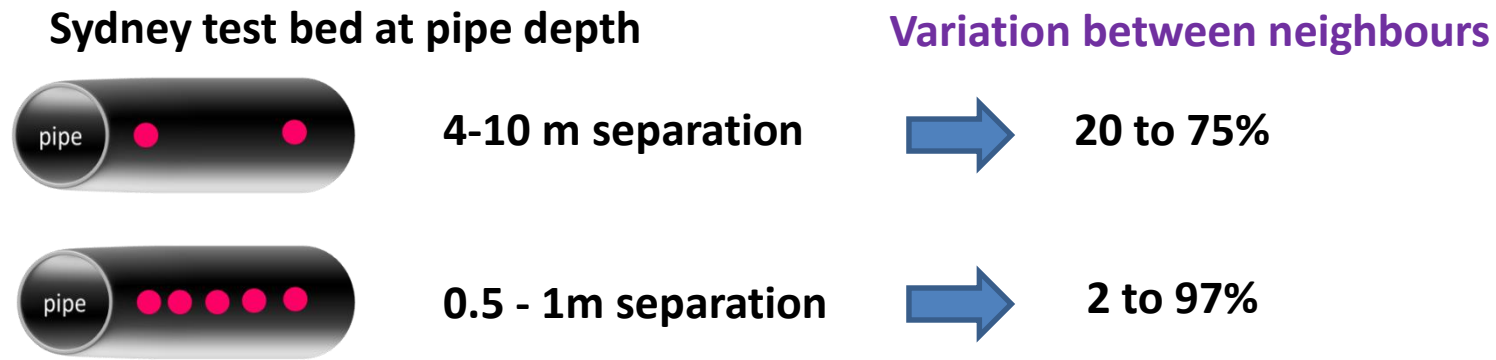 Sydney test bed at pipe depth
Variation between neighbours
pipe
4-10 m separation
20 to 75%
pipe
0.5 - 1m separation
2 to 97%